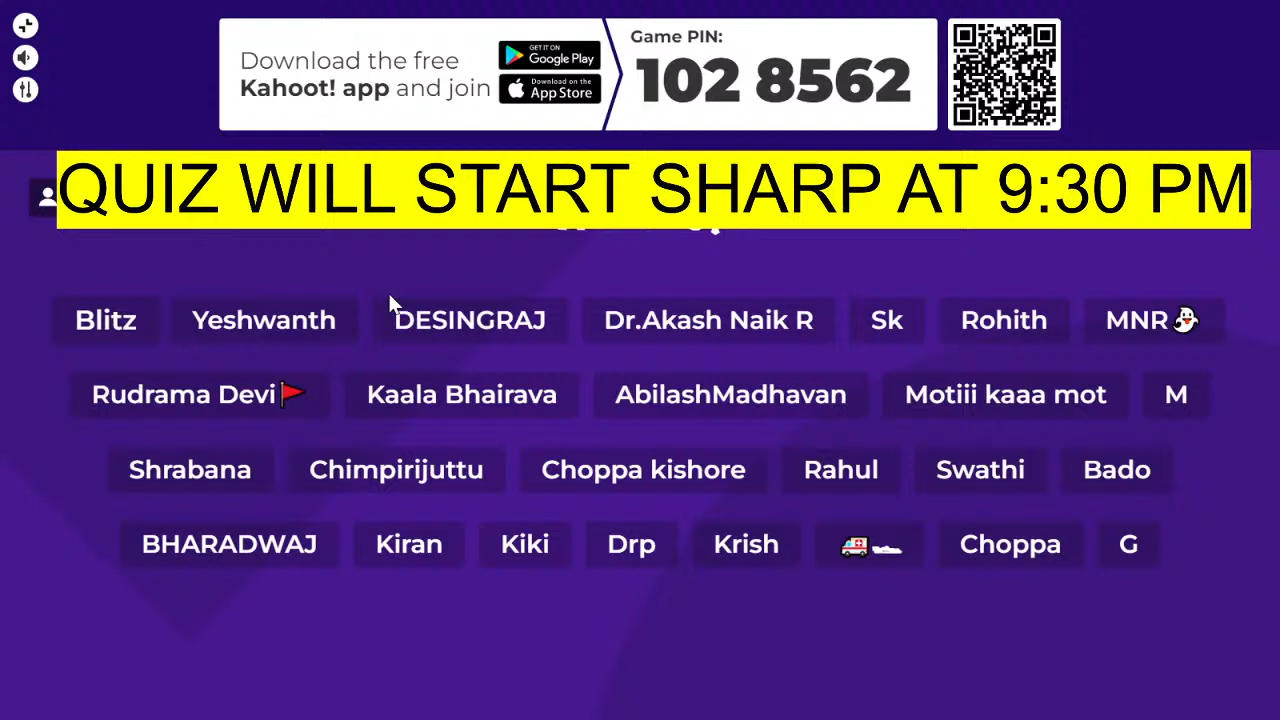 Download the free
Kahoot! app and join
GET IT ON
Google Play
Download on the
App Store
Game PIN:
102 8562
QUIZ WILL START SHARP AT 9:30 PM
Blitz Yeshwanth DESINGRAJ Dr.Akash Naik R Sk Rohith MNR👻
Rudrama Devi🚩 Kaala Bhairava AbilashMadhavan Motiii kaaa mot M
Shrabana Chimpirijuttu Choppa kishore Rahul Swathi Bado
BHARADWAJ Kiran Kiki Drp Krish Choppa G